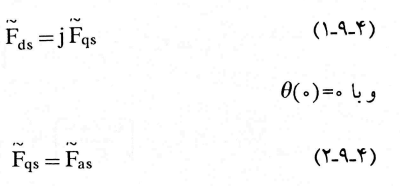 F̃ds = j F̃qs (۴-۹-۱)
و با θ(۰)=۰
F̃qs = F̃as (۴-۹-۲)